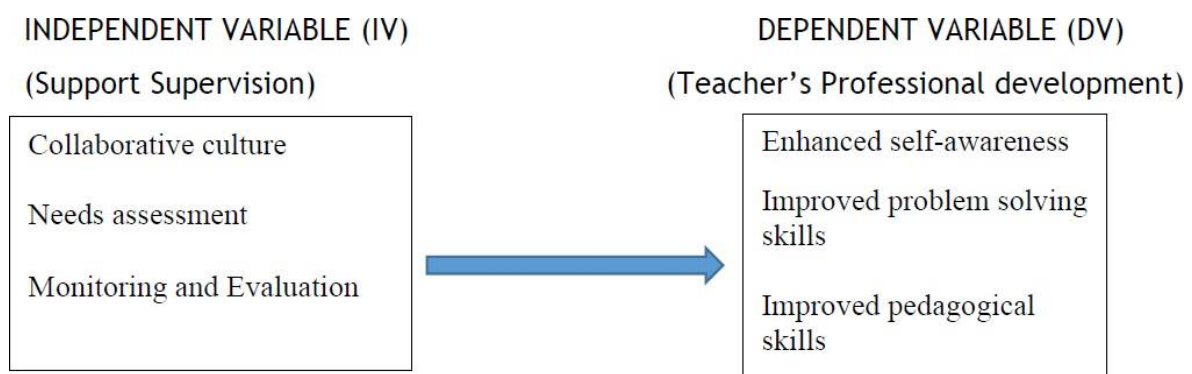 INDEPENDENT VARIABLE (IV)
(Support Supervision)
Collaborative culture
Needs assessment
Monitoring and Evaluation
DEPENDENT VARIABLE (DV)
(Teacher's Professional development)
Enhanced self-awareness
Improved problem solving
skills
Improved pedagogical
skills